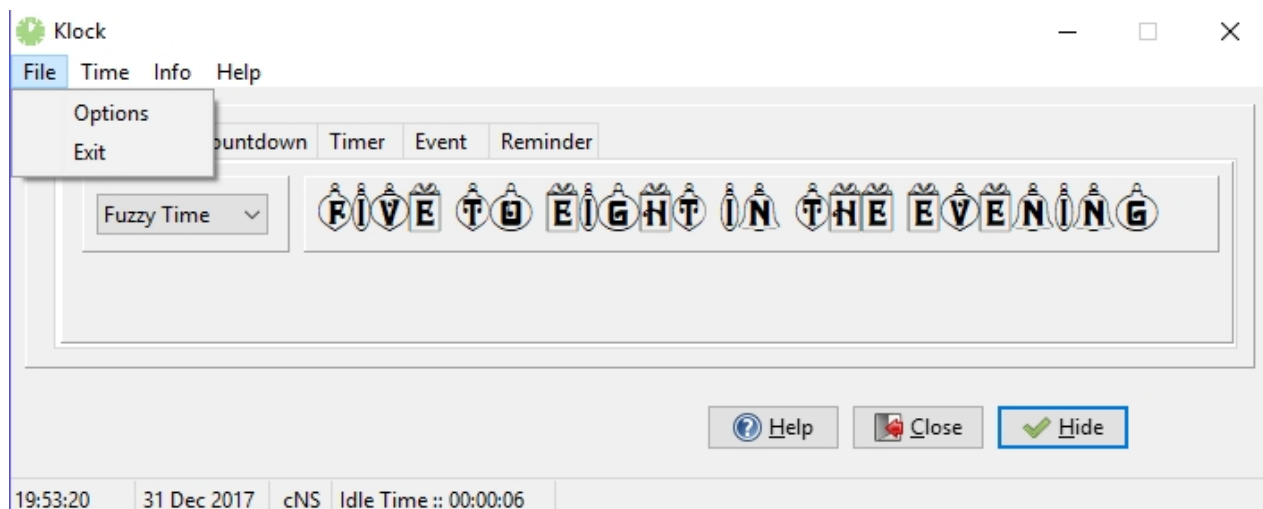 Klock
File Time Info Help
Options
Exit
ountdown Timer Event Reminder
Fuzzy Time
FIVE TO EIGHT IN THE EVENING
Help Close Hide
19:53:20 31 Dec 2017 cNS Idle Time :: 00:00:06